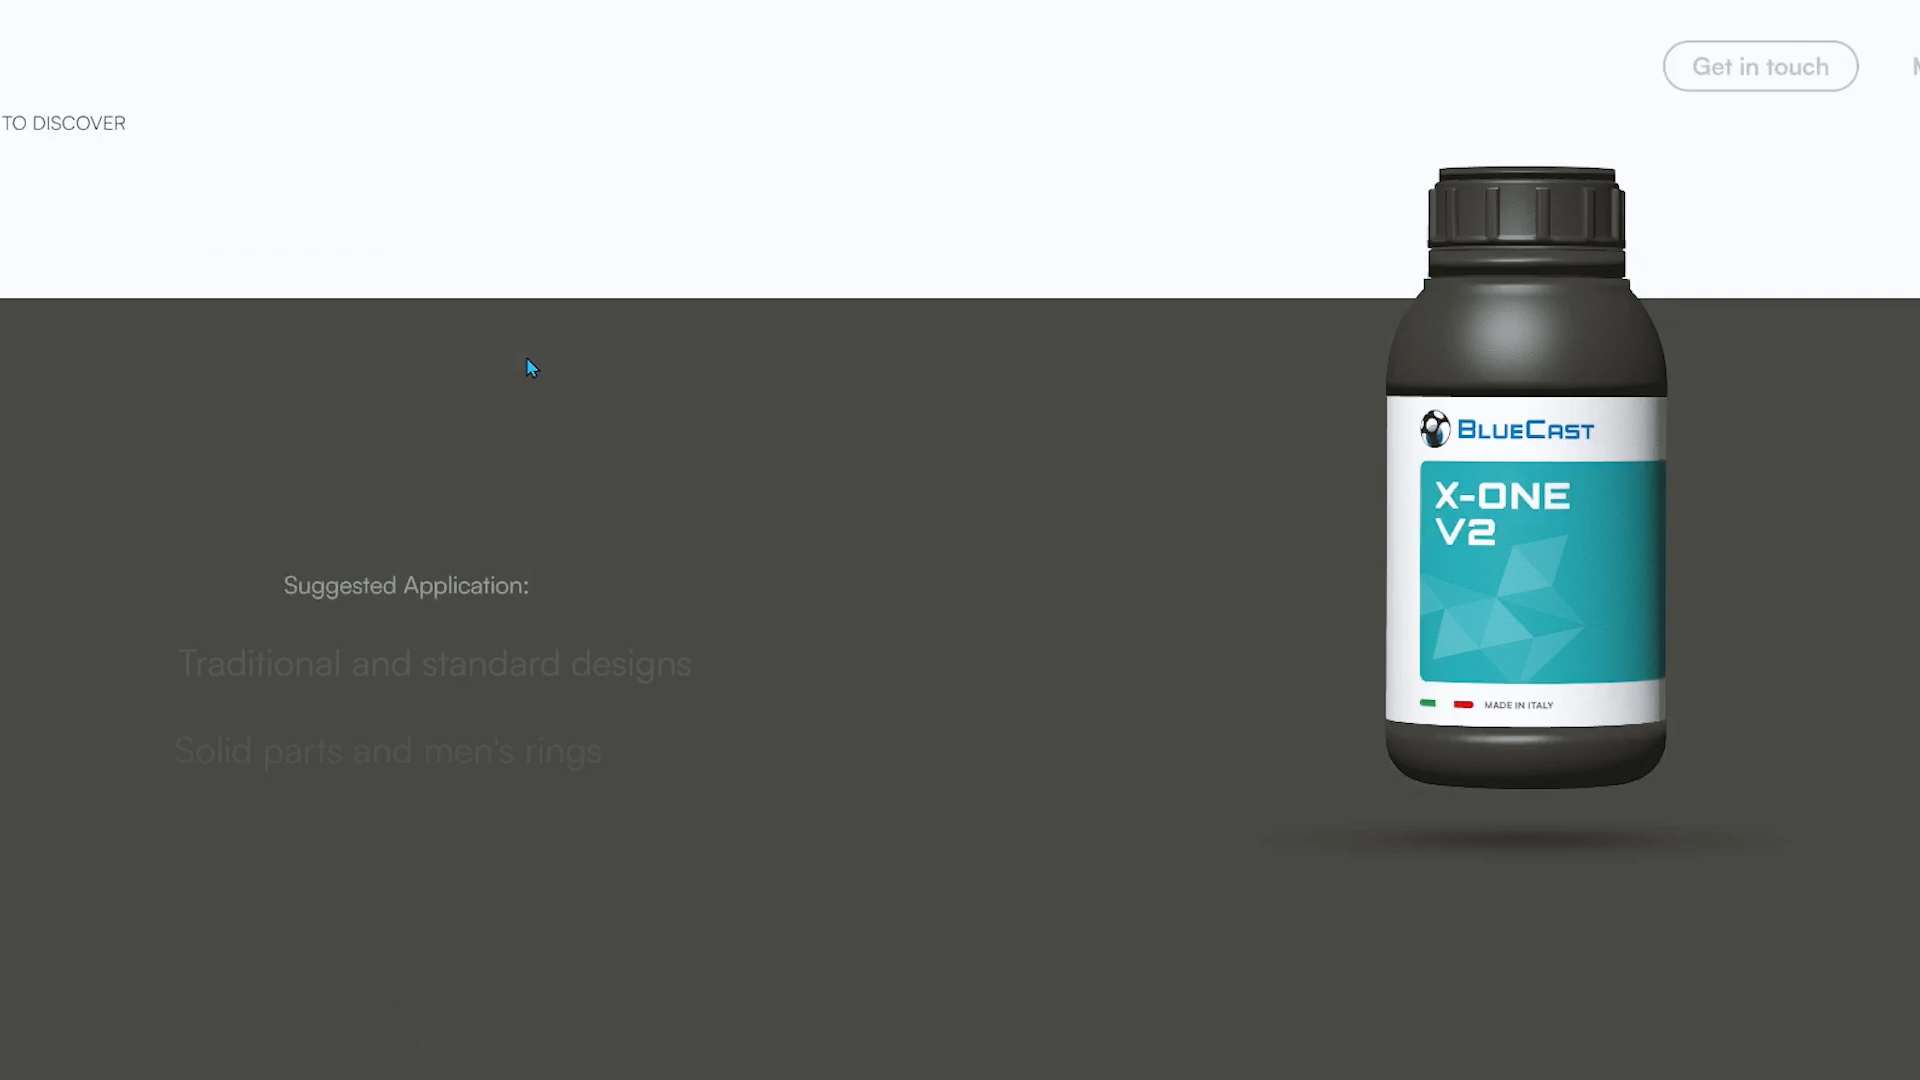 Get in touch
TO DISCOVER
BLUECAST
X-ONE
V2
MADE IN ITALY
Suggested Application:
Traditional and standard designs
Solid parts and men's rings